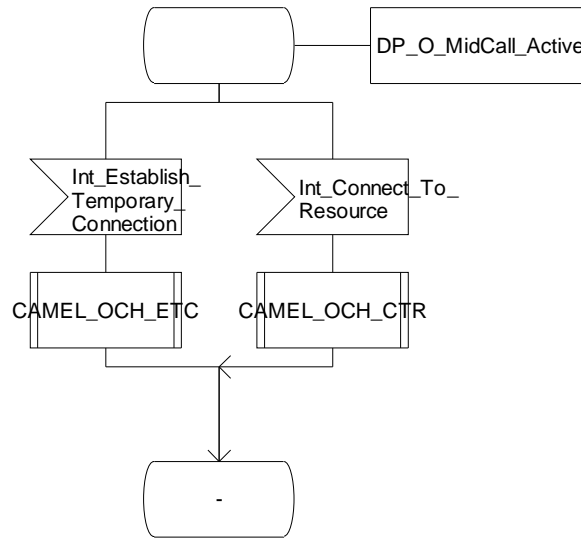 DP_O_MidCall_Active
Int_Establish_
Temporary_
Connection
Int_Connect_To_
Resource
CAMEL_OCH_ETC
CAMEL_OCH_CTR
-